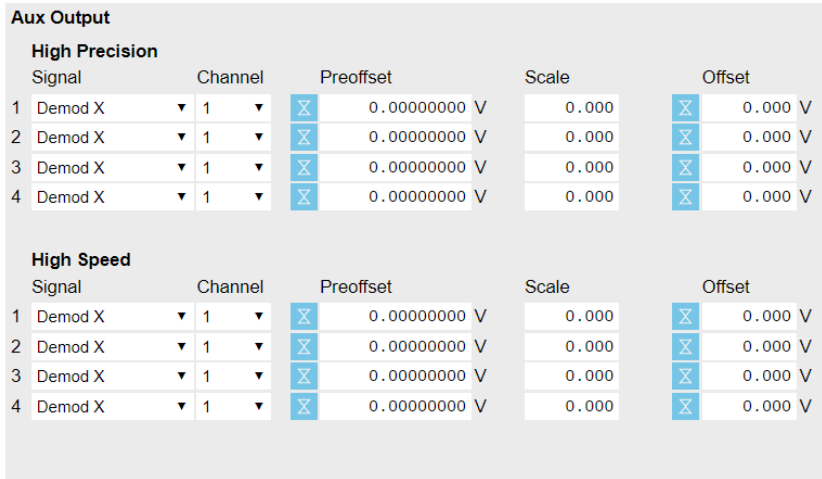 Aux Output
High Precision
Signal Channel Preoffset Scale Offset
1 Demod X 1 0.00000000 V 0.000 0.000 V
2 Demod X 1 0.00000000 V 0.000 0.000 V
3 Demod X 1 0.00000000 V 0.000 0.000 V
4 Demod X 1 0.00000000 V 0.000 0.000 V
High Speed
Signal Channel Preoffset Scale Offset
1 Demod X 1 0.00000000 V 0.000 0.000 V
2 Demod X 1 0.00000000 V 0.000 0.000 V
3 Demod X 1 0.00000000 V 0.000 0.000 V
4 Demod X 1 0.00000000 V 0.000 0.000 V